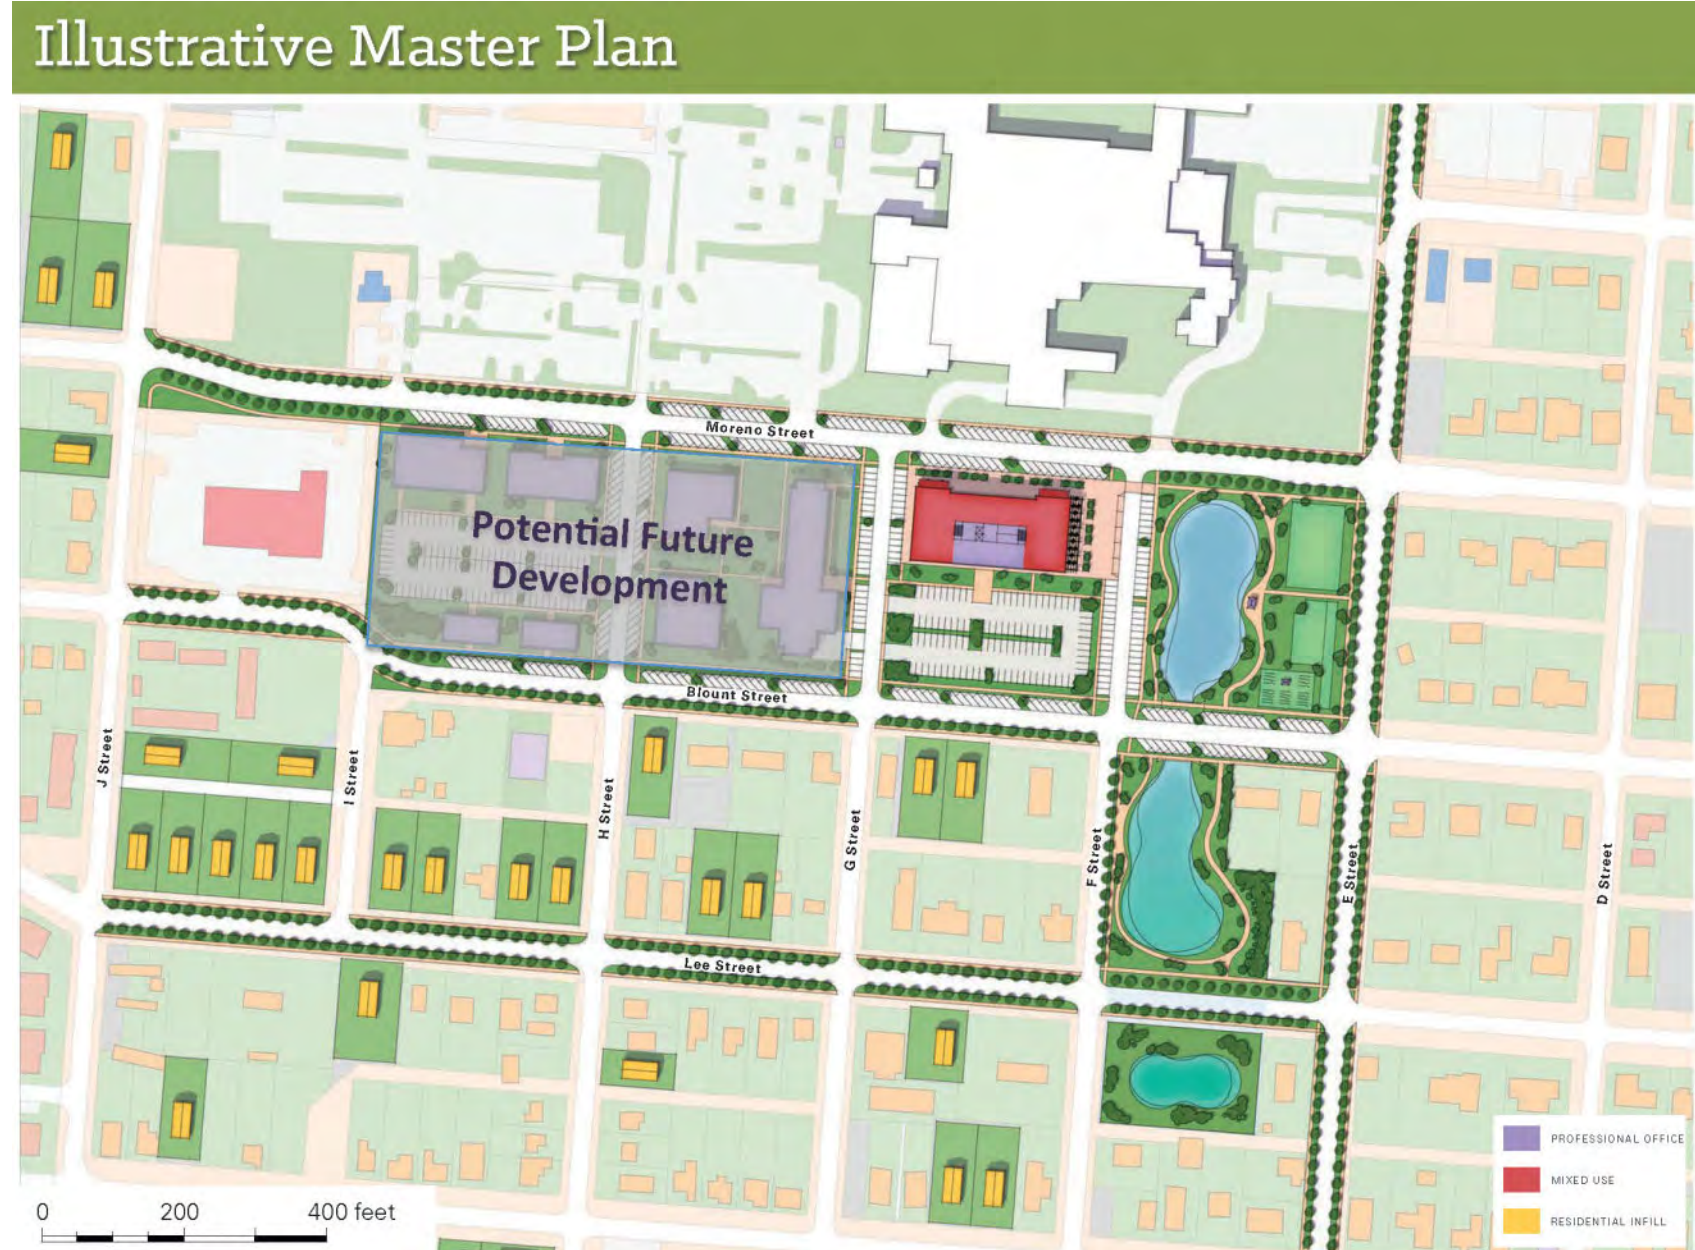 Illustrative Master Plan
Moreno Street
Potential Future
Development
Blount Street
J Street
I Street
H Street
G Street
F Street
E Street
D Street
Lee Street
PROFESSIONAL OFFICE
MIXED USE
RESIDENTIAL INFILL
0 200 400 feet